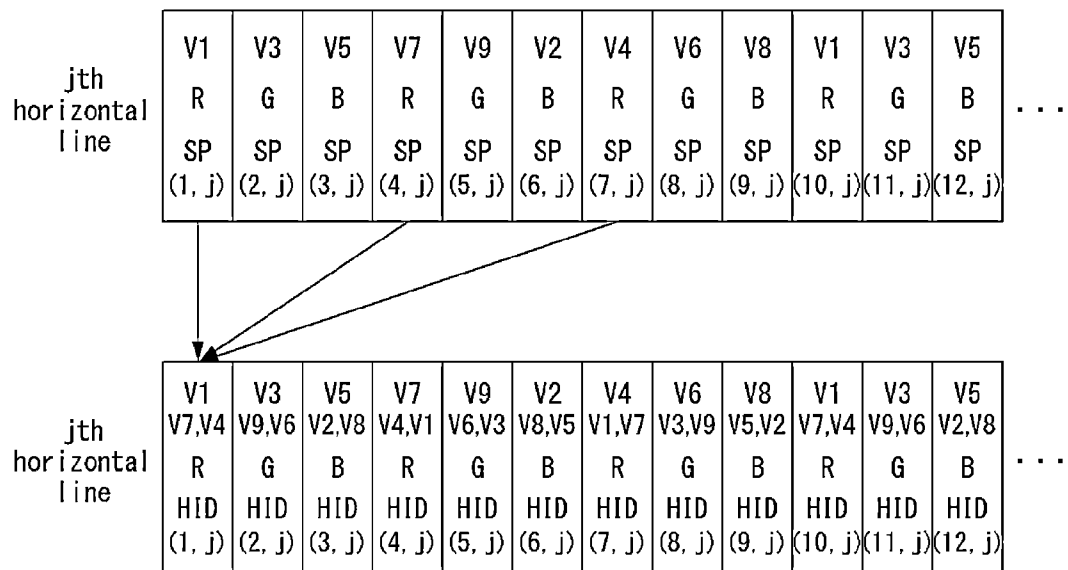 V1 V3 V5 V7 V9 V2 V4 V6 V8 V1 V3 V5
jth
horizontal
line
R G B R G B R G B R G B
. . .
SP SP SP SP SP SP SP SP SP SP SP SP
(1, j) (2, j) (3, j) (4, j) (5, j) (6, j) (7, j) (8, j) (9, j) (10, j) (11, j) (12, j)
V1 V3 V5 V7 V9 V2 V4 V6 V8 V1 V3 V5
V7,V4 V9,V6 V2,V8 V4,V1 V6,V3 V8,V5 V1,V7 V3,V9 V5,V2 V7,V4 V9,V6 V2,V8
jth
horizontal
line
R G B R G B R G B R G B
. . .
HID HID HID HID HID HID HID HID HID HID HID HID
(1, j) (2, j) (3, j) (4, j) (5, j) (6, j) (7, j) (8, j) (9, j) (10, j) (11, j) (12, j)